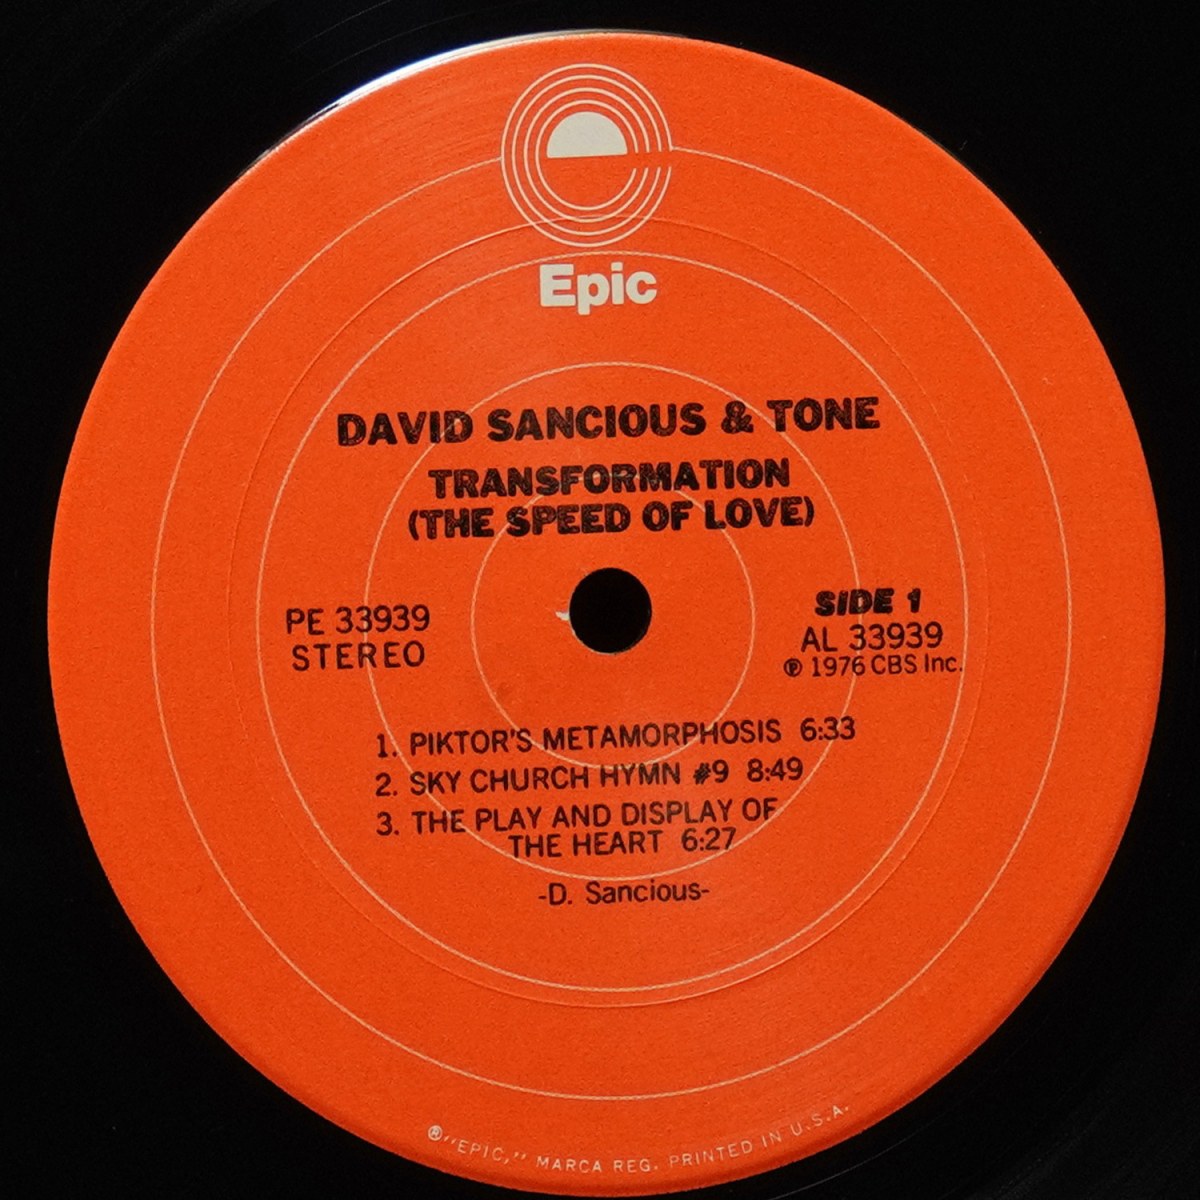 Epic
DAVID SANCIOUS & TONE
TRANSFORMATION
(THE SPEED OF LOVE)
PE 33939
STEREO
SIDE 1
AL 33939
℗ 1976 CBS Inc.
1. PIKTOR'S METAMORPHOSIS 6:33
2. SKY CHURCH HYMN #9 8:49
3. THE PLAY AND DISPLAY OF
THE HEART 6:27
-D. Sancious-
®"EPIC," MARCA REG. PRINTED IN U.S.A.